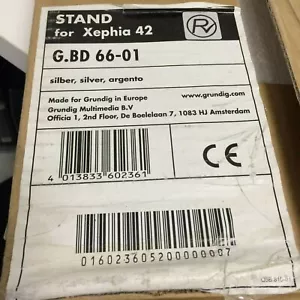 STAND
for Xephia 42
G.BD 66-01
silber, silver, argento
Made for Grundig in Europe
www.grundig.com
Grundig Multimedia B.V
Officia 1, 2nd Floor, De Boelelaan 7, 1083 HJ Amsterdam
4 013833 602361
CE
01602360520000000007